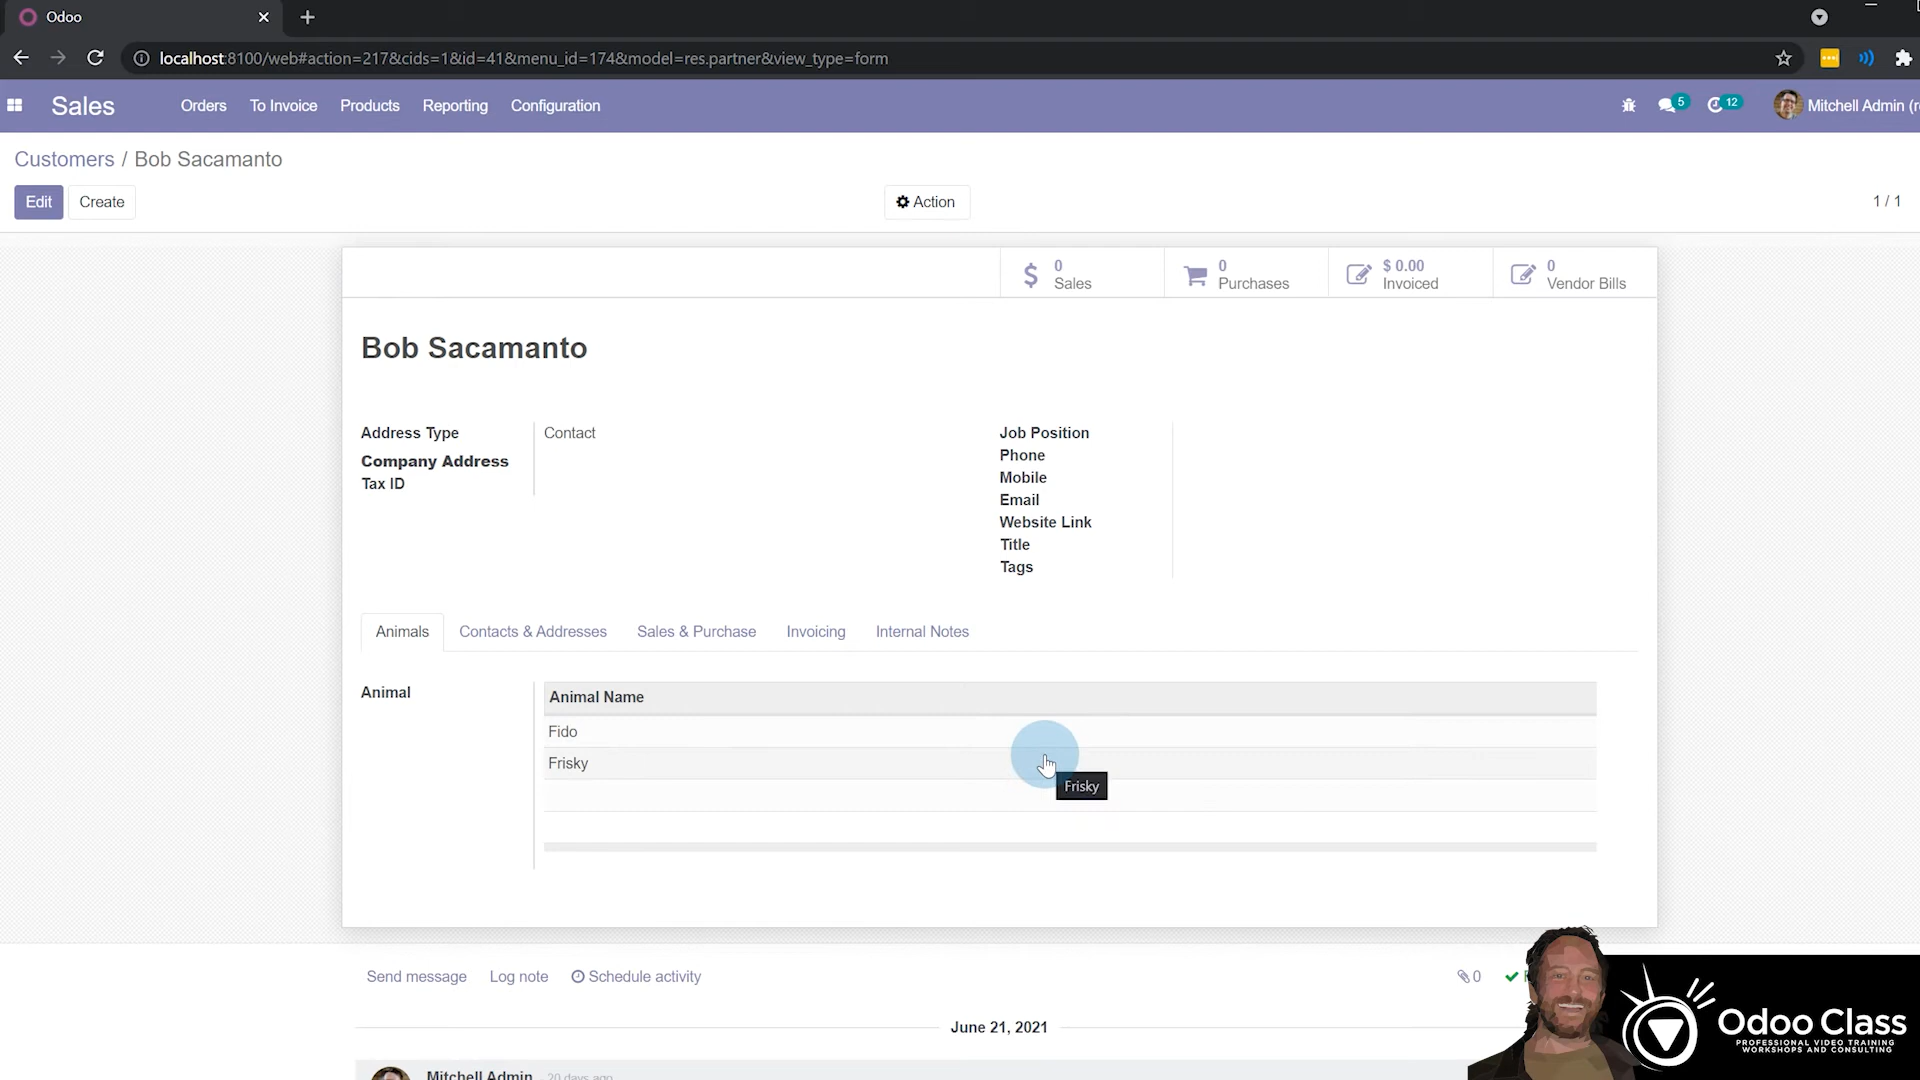 Odoo
localhost:8100/web#action=217&cids=1&id=41&menu_id=174&model=res.partner&view_type=form
Sales Orders To Invoice Products Reporting Configuration 5 12 Mitchell Admin (r
Customers / Bob Sacamanto
Edit Create Action 1 / 1
0 Sales
0 Purchases
$ 0.00 Invoiced
0 Vendor Bills
Bob Sacamanto
Address Type Contact
Company Address
Tax ID
Job Position
Phone
Mobile
Email
Website Link
Title
Tags
Animals Contacts & Addresses Sales & Purchase Invoicing Internal Notes
Animal
Animal Name
Fido
Frisky
Frisky
Send message Log note Schedule activity 0
June 21, 2021
Mitchell Admin - 20 days ago
Odoo Class
PROFESSIONAL VIDEO TRAINING
WORKSHOPS AND CONSULTING